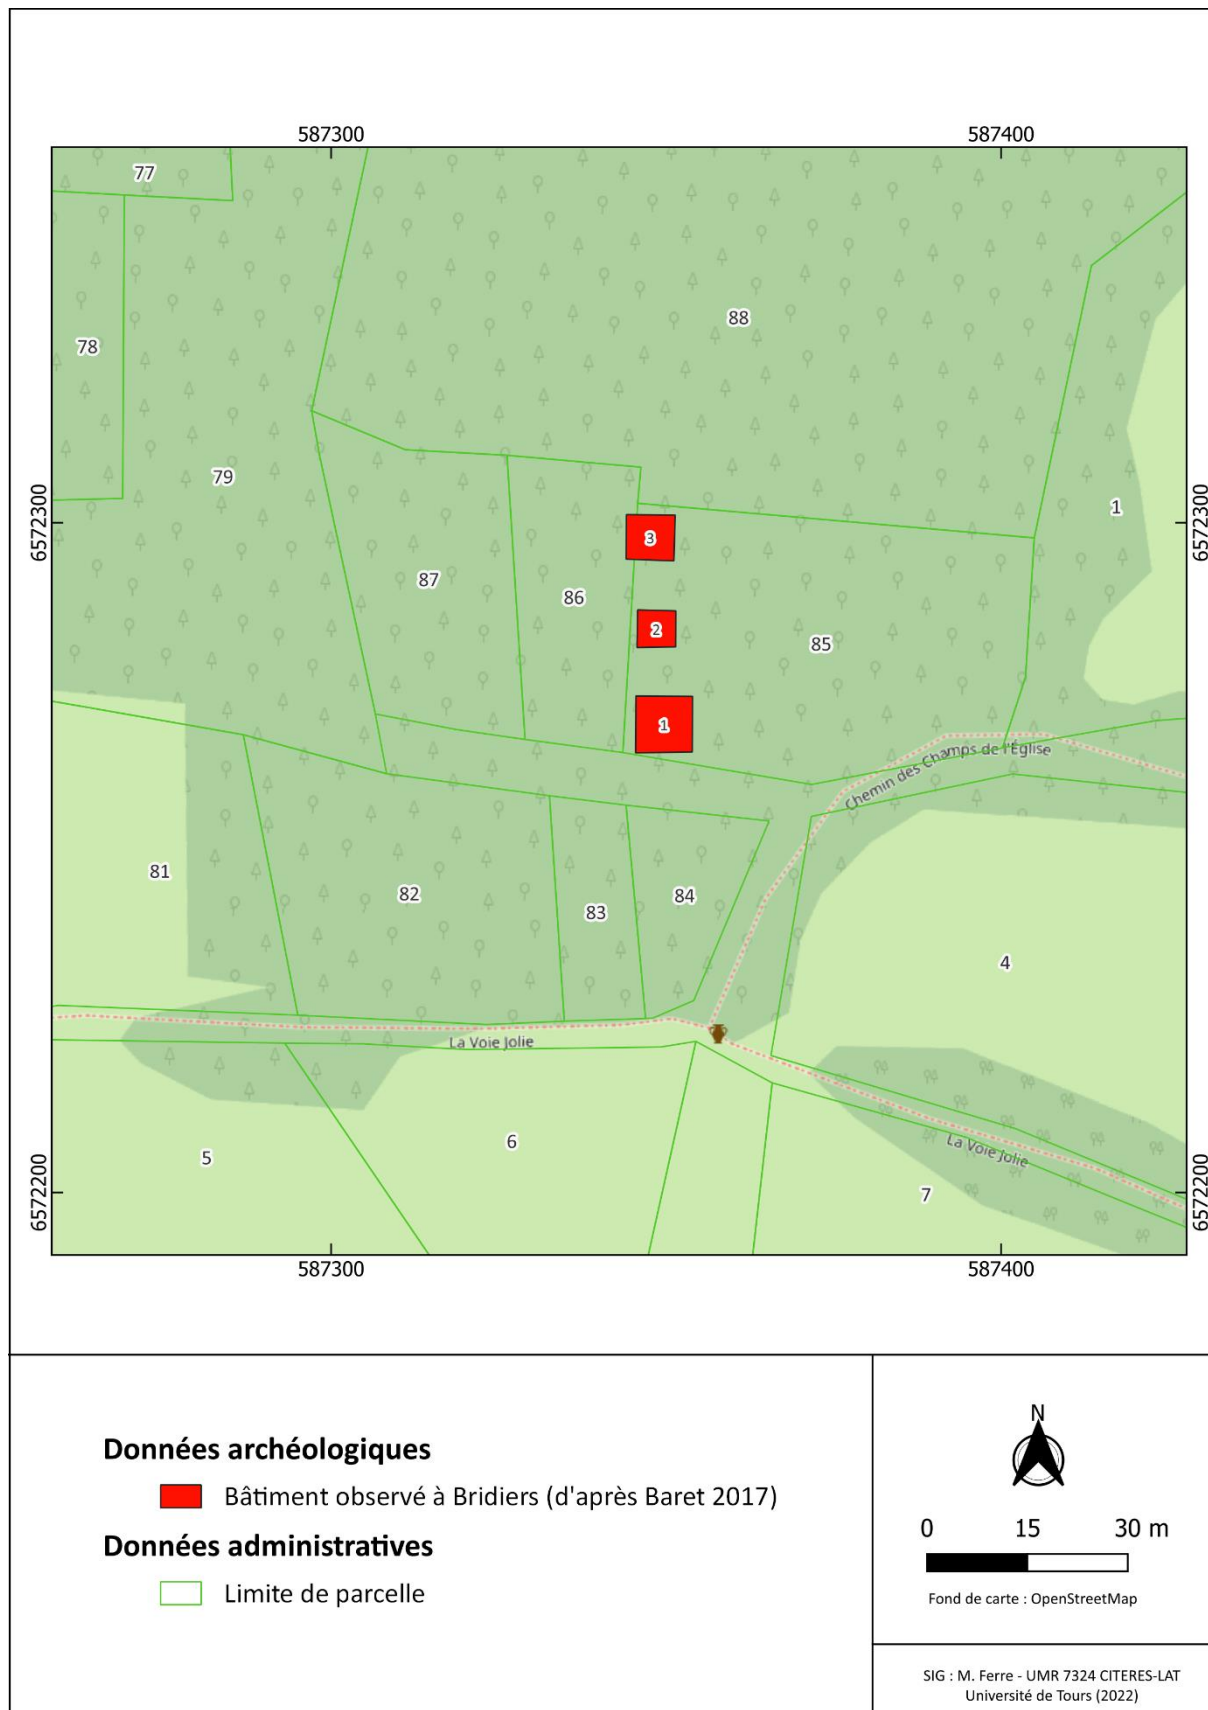 587300
587400
77
88
78
79
6572300
6572300
1
3
87
86
2
85
1
Chemin des Champs de l'Église
81
82
83
84
4
La Voie Jolie
6
5
La Voie Jolie
7
6572200
6572200
587300
587400
Données archéologiques
Bâtiment observé à Bridiers (d'après Baret 2017)
Données administratives
Limite de parcelle
N
0 15 30 m
Fond de carte : OpenStreetMap
SIG : M. Ferre - UMR 7324 CITERES-LAT
Université de Tours (2022)